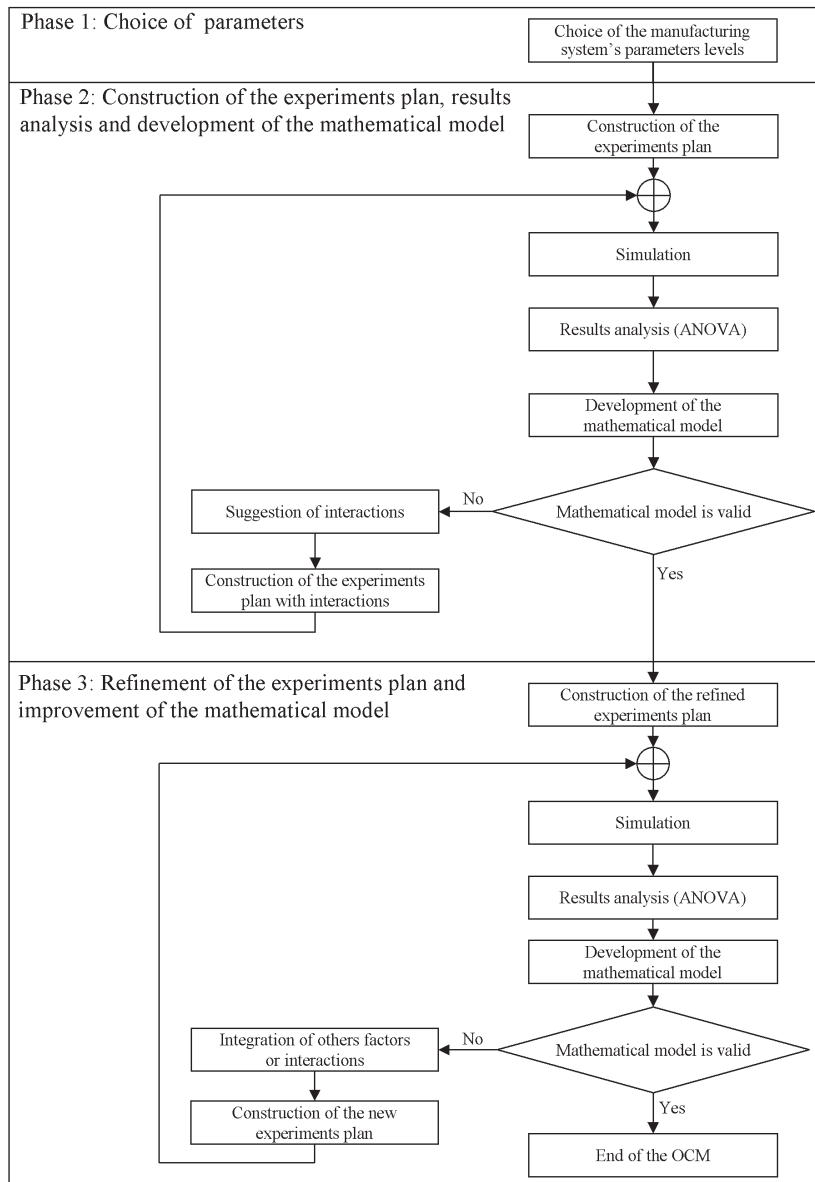 Phase 1: Choice of parameters
Choice of the manufacturing
system's parameters levels
Phase 2: Construction of the experiments plan, results
analysis and development of the mathematical model
Construction of the
experiments plan
Simulation
Results analysis (ANOVA)
Development of the
mathematical model
Mathematical model is valid
No
Suggestion of interactions
Construction of the experiments
plan with interactions
Yes
Phase 3: Refinement of the experiments plan and
improvement of the mathematical model
Construction of the refined
experiments plan
Simulation
Results analysis (ANOVA)
Development of the
mathematical model
Mathematical model is valid
No
Integration of others factors
or interactions
Construction of the new
experiments plan
Yes
End of the OCM